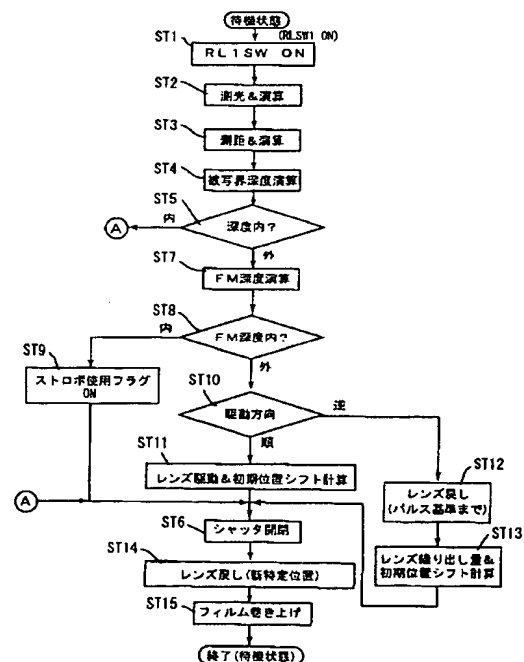 待機状態
(RLSW1 ON)
ST1
RL1SW ON
ST2
測光&演算
ST3
測距&演算
ST4
被写界深度演算
ST5
内
深度内?
A
外
ST7
FM深度演算
ST8
内
FM深度内?
ST9
ストロボ使用フラグ
ON
外
ST10
駆動方向
逆
順
ST11
レンズ駆動&初期位置シフト計算
ST12
レンズ戻し
(パルス基準まで)
A
ST6
シャッタ開閉
ST13
レンズ繰り出し量&
初期位置シフト計算
ST14
レンズ戻し(新特定位置)
ST15
フィルム巻き上げ
終了(待機状態)